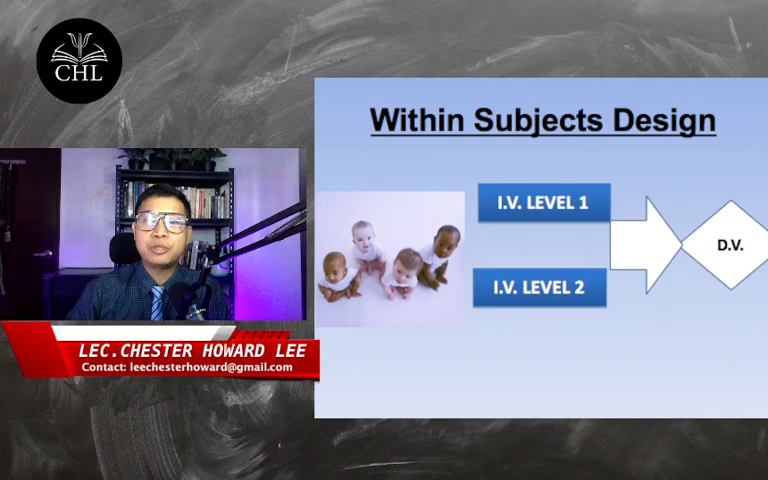 CHL
Within Subjects Design
I.V. LEVEL 1
D.V.
I.V. LEVEL 2
LEC.CHESTER HOWARD LEE
Contact: leechesterhoward@gmail.com